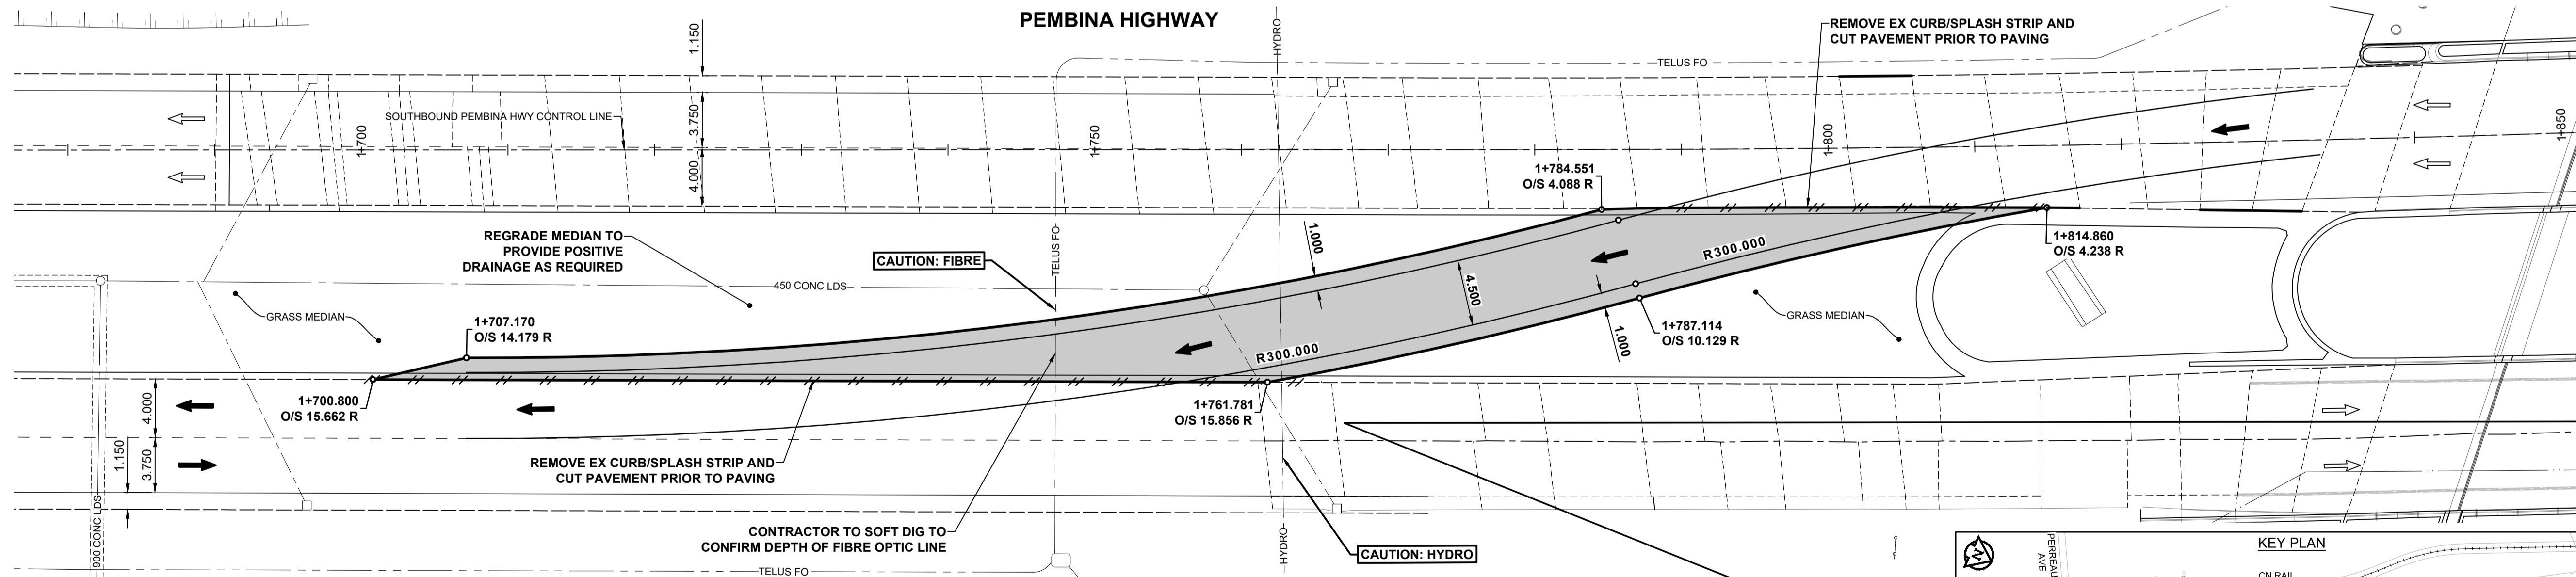 PEMBINA HIGHWAY
HYDRO
REMOVE EX CURB/SPLASH STRIP AND
CUT PAVEMENT PRIOR TO PAVING
TELUS FO
1.150
3.750
4.000
SOUTHBOUND PEMBINA HWY CONTROL LINE
1+700
1+750
1+800
1+850
1+784.551
O/S 4.088 R
REGRADE MEDIAN TO
PROVIDE POSITIVE
DRAINAGE AS REQUIRED
CAUTION: FIBRE
TELUS FO
1.000
4.500
R300.000
1+814.860
O/S 4.238 R
450 CONC LDS
GRASS MEDIAN
1+707.170
O/S 14.179 R
R300.000
1.000
1+787.114
O/S 10.129 R
GRASS MEDIAN
1+700.800
O/S 15.662 R
1+761.781
O/S 15.856 R
4.000
3.750
1.150
REMOVE EX CURB/SPLASH STRIP AND
CUT PAVEMENT PRIOR TO PAVING
900 CONC LDS
CONTRACTOR TO SOFT DIG TO
CONFIRM DEPTH OF FIBRE OPTIC LINE
TELUS FO
HYDRO
CAUTION: HYDRO
N
PERREAU
AVE
KEY PLAN
CN RAIL